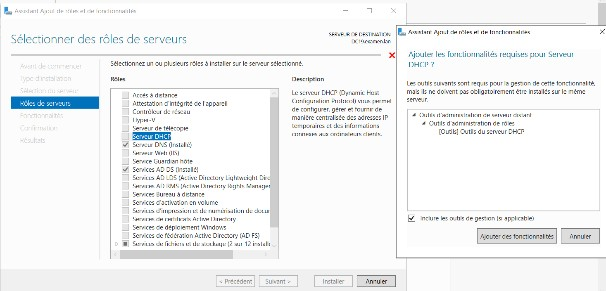 Assistant Ajout de rôles et de fonctionnalités
Sélectionner des rôles de serveurs
SERVEUR DE DESTINATION
Avant de commencer
Type d'installation
Sélection du serveur
Rôles de serveurs
Fonctionnalités
Confirmation
Résultats
Sélectionnez un ou plusieurs rôles à installer sur le serveur sélectionné.
Rôles
Accès à distance
Attestation d'intégrité de l'appareil
Contrôleur de réseau
Hyper-V
Serveur de télécopie
Serveur DHCP
Serveur DNS (Installé)
Serveur Web (IIS)
Service Guardian hôte
Services AD DS (Installé)
Services AD LDS (Active Directory Lightweight Dire
Services AD RMS (Active Directory Rights Manager
Services Bureau à distance
Services d'activation en volume
Services d'impression et de numérisation de docur
Services de certificats Active Directory
Services de déploiement Windows
Services de fédération Active Directory (AD FS)
Services de fichiers et de stockage (2 sur 12 install
Description
Le serveur DHCP (Dynamic Host
Configuration Protocol) vous permet
de configurer, gérer et fournir de
manière centralisée des adresses IP
temporaires et des informations
connexes aux ordinateurs clients.
< Précédent
Suivant >
Installer
Annuler
Assistant Ajout de rôles et de fonctionnalités
Ajouter les fonctionnalités requises pour Serveur
DHCP ?
Les outils suivants sont requis pour la gestion de cette fonctionnalité,
mais ils ne doivent pas obligatoirement être installés sur le même
serveur.
Outils d'administration de serveur distant
Outils d'administration de rôles
[Outils] Outils du serveur DHCP
Inclure les outils de gestion (si applicable)
Ajouter des fonctionnalités
Annuler